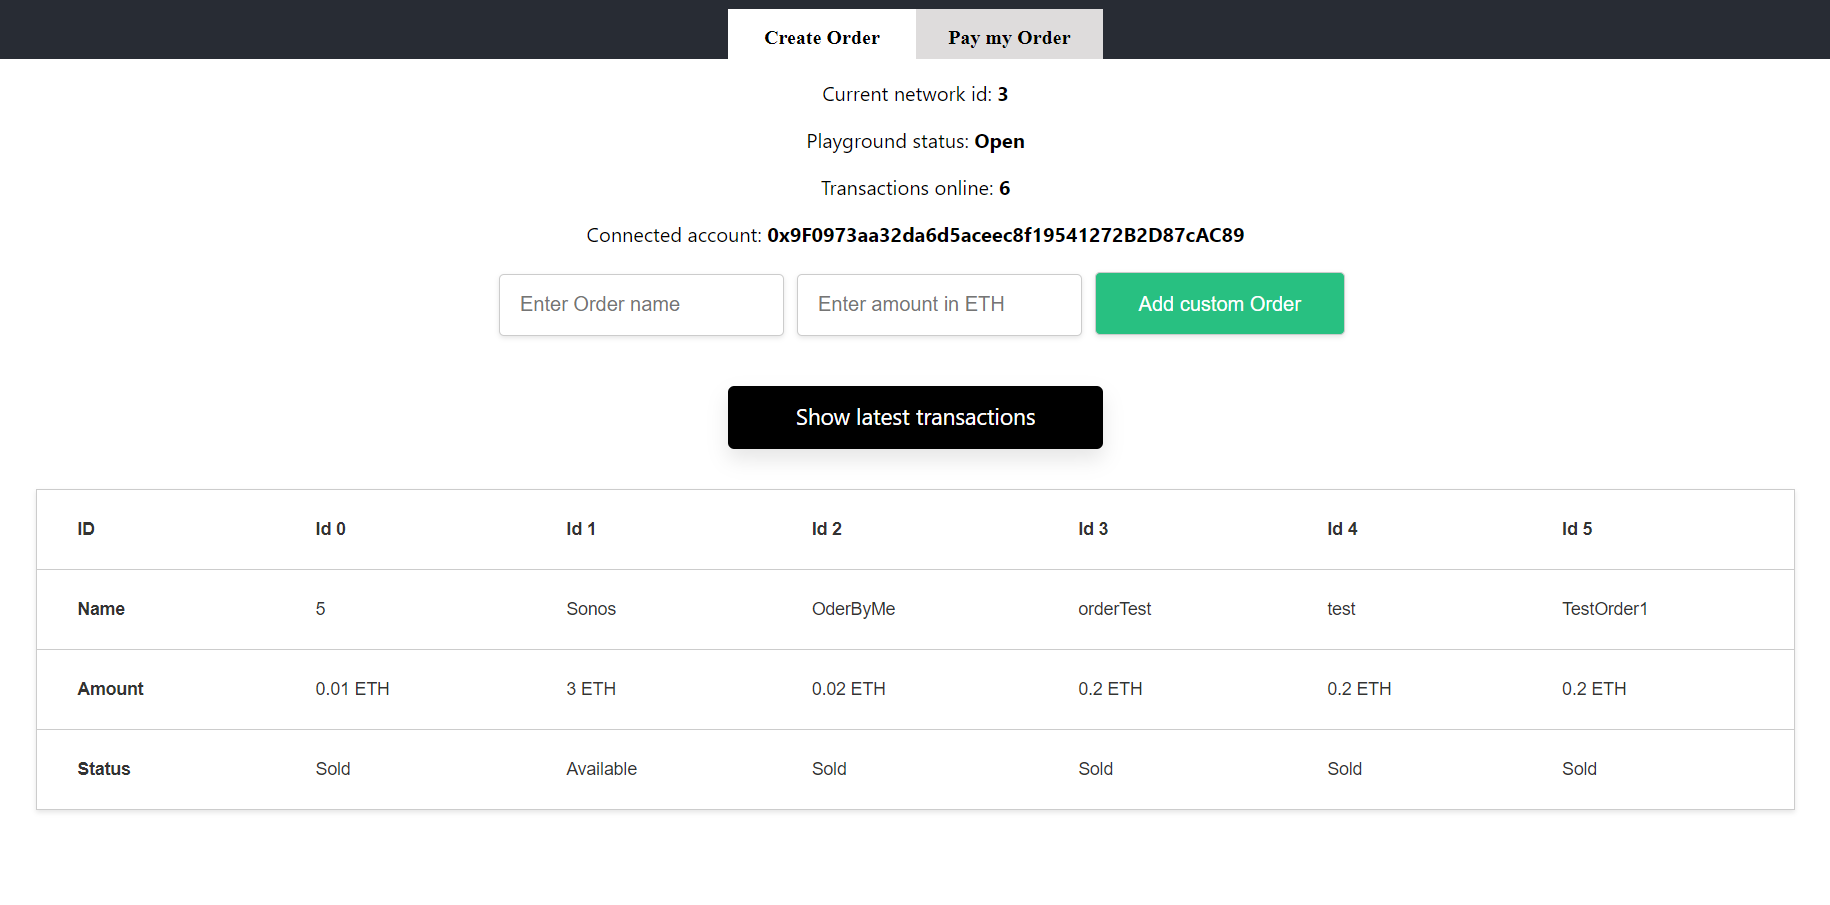 Create Order Pay my Order
Current network id: 3
Playground status: Open
Transactions online: 6
Connected account: 0x9F0973aa32da6d5aceec8f19541272B2D87cAC89
Enter Order name Enter amount in ETH Add custom Order
Show latest transactions
ID Id 0 Id 1 Id 2 Id 3 Id 4 Id 5
Name 5 Sonos OderByMe orderTest test TestOrder1
Amount 0.01 ETH 3 ETH 0.02 ETH 0.2 ETH 0.2 ETH 0.2 ETH
Status Sold Available Sold Sold Sold Sold